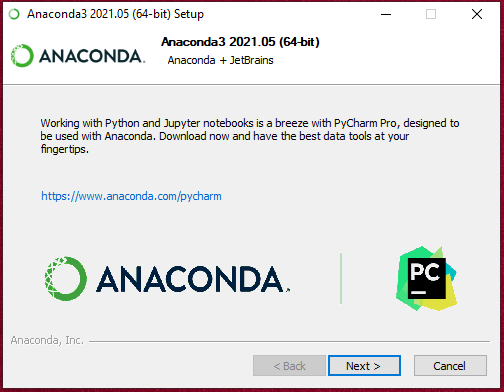 Anaconda3 2021.05 (64-bit) Setup
ANACONDA.
Anaconda3 2021.05 (64-bit)
Anaconda + JetBrains
Working with Python and Jupyter notebooks is a breeze with PyCharm Pro, designed to
be used with Anaconda. Download now and have the best data tools at your
fingertips.
https://www.anaconda.com/pycharm
ANACONDA.
PC
Anaconda, Inc.
< Back
Next >
Cancel